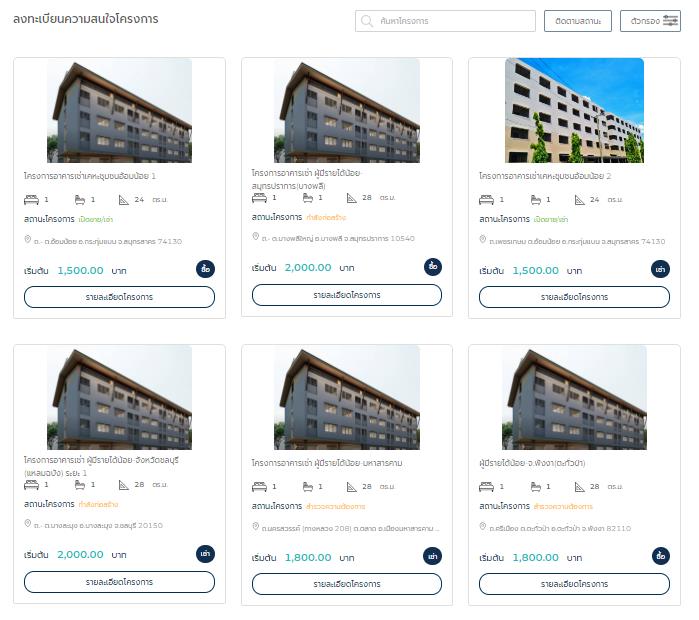 ลงทะเบียนความสนใจโครงการ
ค้นหาโครงการ
ติดตามสถานะ
ตัวกรอง
โครงการอาคารเช่าเคหะชุมชนอ้อมน้อย 1
1 1 24 ตร.ม.
สถานะโครงการ เปิดขาย/เช่า
ถ.- ต.อ้อมน้อย อ.กระทุ่มแบน จ.สมุทรสาคร 74130
เริ่มต้น 1,500.00 บาท ซื้อ
รายละเอียดโครงการ
โครงการอาคารเช่า ผู้มีรายได้น้อย-
สมุทรปราการ(บางพลี)
1 1 28 ตร.ม.
สถานะโครงการ กำลังก่อสร้าง
ถ.- ต.บางพลีใหญ่ อ.บางพลี จ.สมุทรปราการ 10540
เริ่มต้น 2,000.00 บาท ซื้อ
รายละเอียดโครงการ
โครงการอาคารเช่าเคหะชุมชนอ้อมน้อย 2
1 1 24 ตร.ม.
สถานะโครงการ เปิดขาย/เช่า
ถ.เพชรเกษม ต.อ้อมน้อย อ.กระทุ่มแบน จ.สมุทรสาคร 74130
เริ่มต้น 1,500.00 บาท เช่า
รายละเอียดโครงการ
โครงการอาคารเช่า ผู้มีรายได้น้อย-จังหวัดชลบุรี
(แหลมฉบัง) ระยะ 1
1 1 28 ตร.ม.
สถานะโครงการ กำลังก่อสร้าง
ถ.- ต.บางละมุง อ.บางละมุง จ.ชลบุรี 20150
เริ่มต้น 2,000.00 บาท เช่า
รายละเอียดโครงการ
โครงการอาคารเช่า ผู้มีรายได้น้อย-มหาสารคาม
1 1 28 ตร.ม.
สถานะโครงการ สำรวจความต้องการ
ถ.นครสวรรค์ (ทางหลวง 208) ต.ตลาด อ.เมืองมหาสารคาม ...
เริ่มต้น 1,800.00 บาท เช่า
รายละเอียดโครงการ
ผู้มีรายได้น้อย-จ.พังงา(ตะกั่วป่า)
1 1 28 ตร.ม.
สถานะโครงการ สำรวจความต้องการ
ถ.ศรีเมือง ต.ตะกั่วป่า อ.ตะกั่วป่า จ.พังงา 82110
เริ่มต้น 1,800.00 บาท ซื้อ
รายละเอียดโครงการ